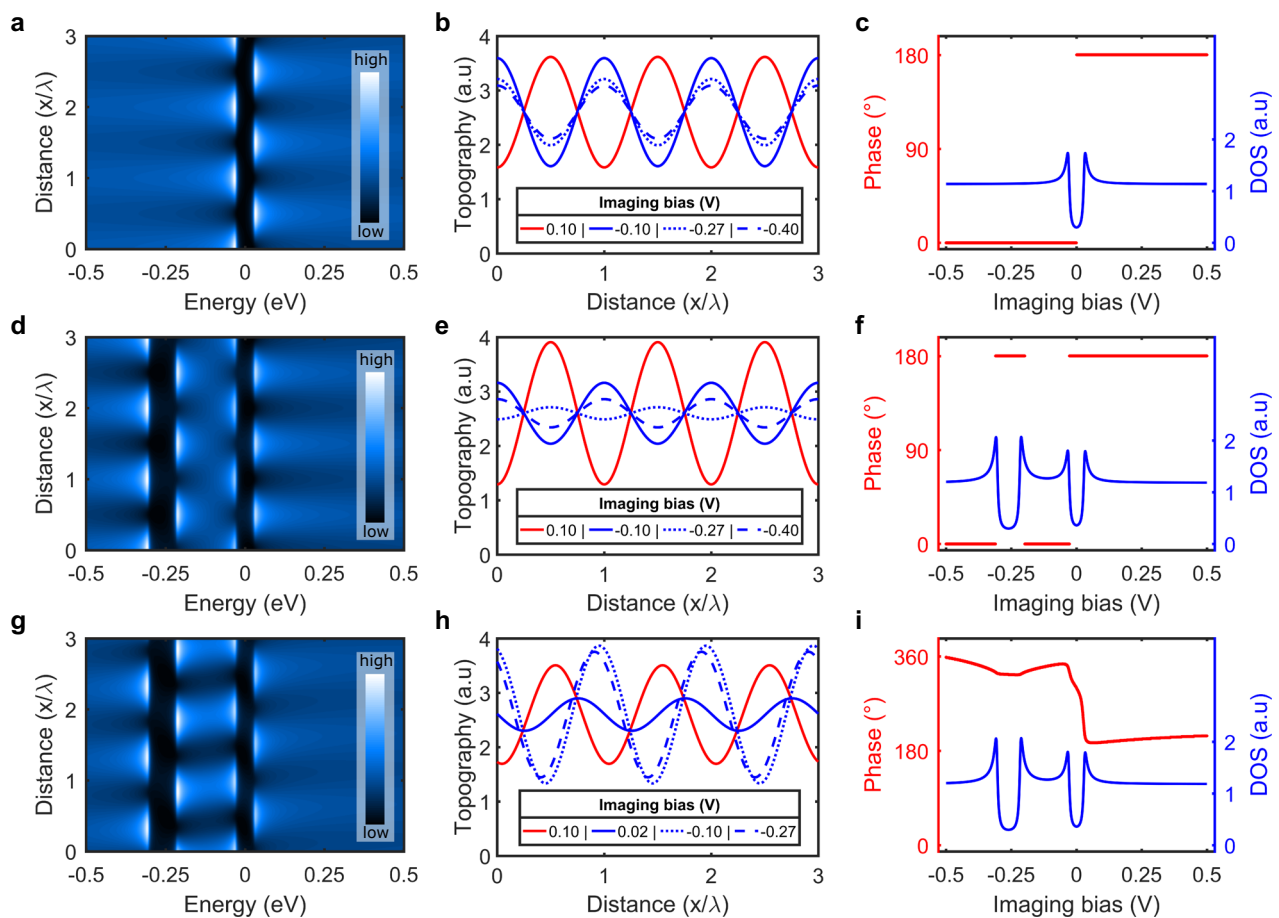 a
Distance (x/λ)
3
2
1
0
high
low
-0.5 -0.25 0 0.25 0.5
Energy (eV)
b
Topography (a.u)
4
3
2
1
0
Imaging bias (V)
0.10 | -0.10 | -0.27 | -0.40
0 1 2 3
Distance (x/λ)
c
Phase (°)
180
90
0
DOS (a.u)
2
1
0
-0.5 -0.25 0 0.25 0.5
Imaging bias (V)
d
Distance (x/λ)
3
2
1
0
high
low
-0.5 -0.25 0 0.25 0.5
Energy (eV)
e
Topography (a.u)
4
3
2
1
0
Imaging bias (V)
0.10 | -0.10 | -0.27 | -0.40
0 1 2 3
Distance (x/λ)
f
Phase (°)
180
90
0
DOS (a.u)
2
1
0
-0.5 -0.25 0 0.25 0.5
Imaging bias (V)
g
Distance (x/λ)
3
2
1
0
high
low
-0.5 -0.25 0 0.25 0.5
Energy (eV)
h
Topography (a.u)
4
3
2
1
0
Imaging bias (V)
0.10 | 0.02 | -0.10 | -0.27
0 1 2 3
Distance (x/λ)
i
Phase (°)
360
180
0
DOS (a.u)
2
1
0
-0.5 -0.25 0 0.25 0.5
Imaging bias (V)